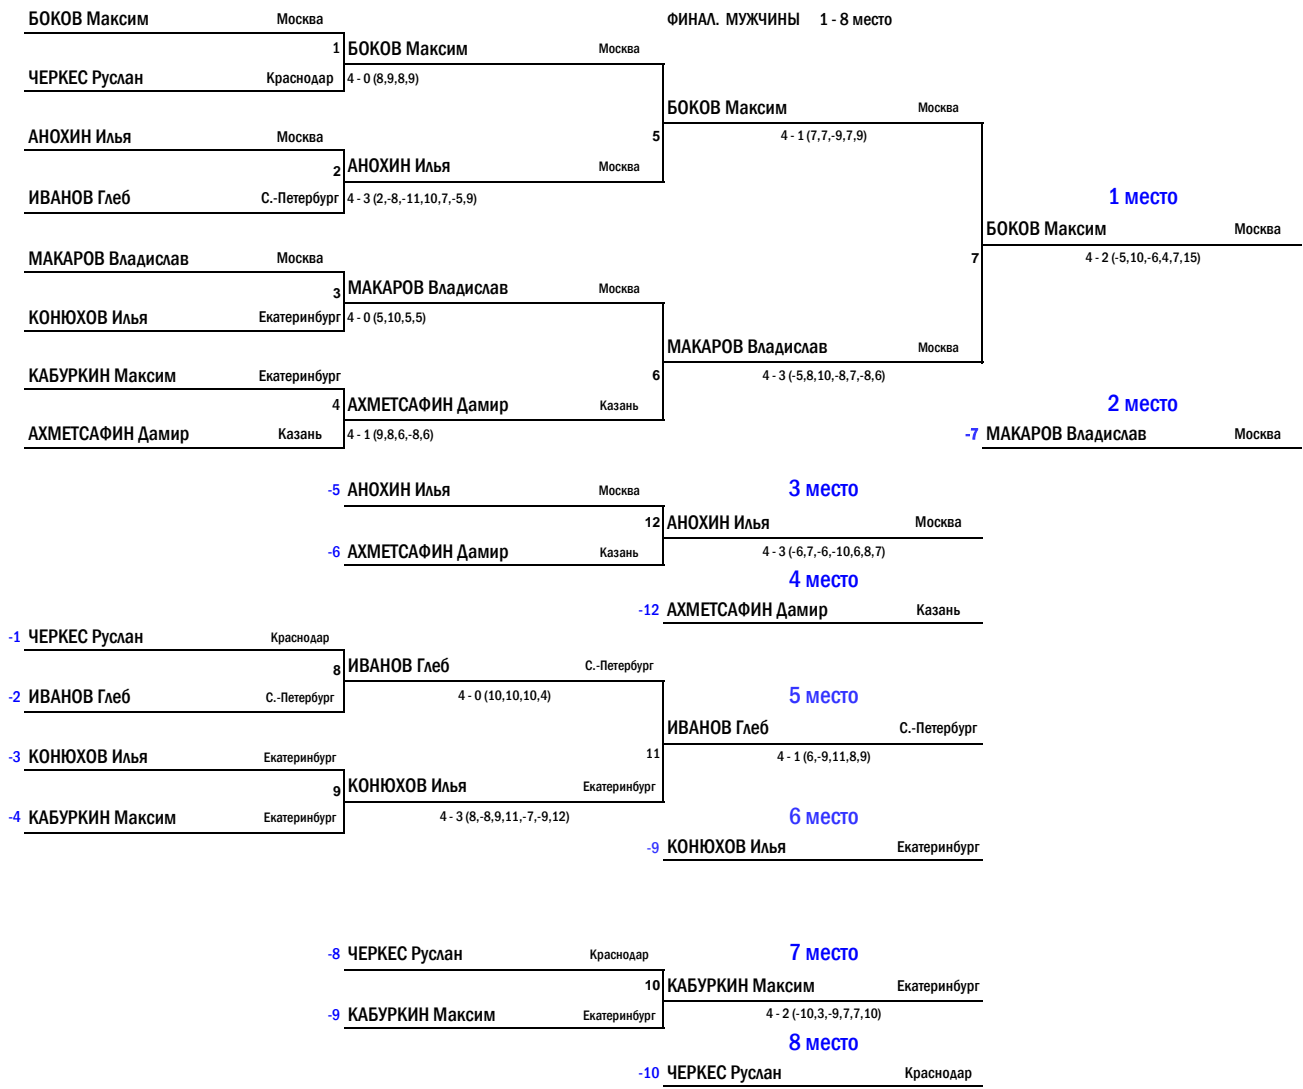 БОКОВ Максим Москва ФИНАЛ. МУЖЧИНЫ 1 - 8 место
1 БОКОВ Максим Москва
ЧЕРКЕС Руслан Краснодар 4 - 0 (8,9,8,9)
БОКОВ Максим Москва
АНОХИН Илья Москва 5 4 - 1 (7,7,-9,7,9)
2 АНОХИН Илья Москва
ИВАНОВ Глеб С.-Петербург 4 - 3 (2,-8,-11,10,7,-5,9) 1 место
БОКОВ Максим Москва
МАКАРОВ Владислав Москва 7 4 - 2 (-5,10,-6,4,7,15)
3 МАКАРОВ Владислав Москва
КОНЮХОВ Илья Екатеринбург 4 - 0 (5,10,5,5)
МАКАРОВ Владислав Москва
КАБУРКИН Максим Екатеринбург 6 4 - 3 (-5,8,10,-8,7,-8,6)
4 АХМЕТСАФИН Дамир Казань 2 место
АХМЕТСАФИН Дамир Казань 4 - 1 (9,8,6,-8,6) -7 МАКАРОВ Владислав Москва
-5 АНОХИН Илья Москва 3 место
12 АНОХИН Илья Москва
-6 АХМЕТСАФИН Дамир Казань 4 - 3 (-6,7,-6,-10,6,8,7)
4 место
-12 АХМЕТСАФИН Дамир Казань
-1 ЧЕРКЕС Руслан Краснодар
8 ИВАНОВ Глеб С.-Петербург
-2 ИВАНОВ Глеб С.-Петербург 4 - 0 (10,10,10,4) 5 место
ИВАНОВ Глеб С.-Петербург
-3 КОНЮХОВ Илья Екатеринбург 11 4 - 1 (6,-9,11,8,9)
9 КОНЮХОВ Илья Екатеринбург
-4 КАБУРКИН Максим Екатеринбург 4 - 3 (8,-8,9,11,-7,-9,12) 6 место
-9 КОНЮХОВ Илья Екатеринбург
-8 ЧЕРКЕС Руслан Краснодар 7 место
10 КАБУРКИН Максим Екатеринбург
-9 КАБУРКИН Максим Екатеринбург 4 - 2 (-10,3,-9,7,7,10)
8 место
-10 ЧЕРКЕС Руслан Краснодар